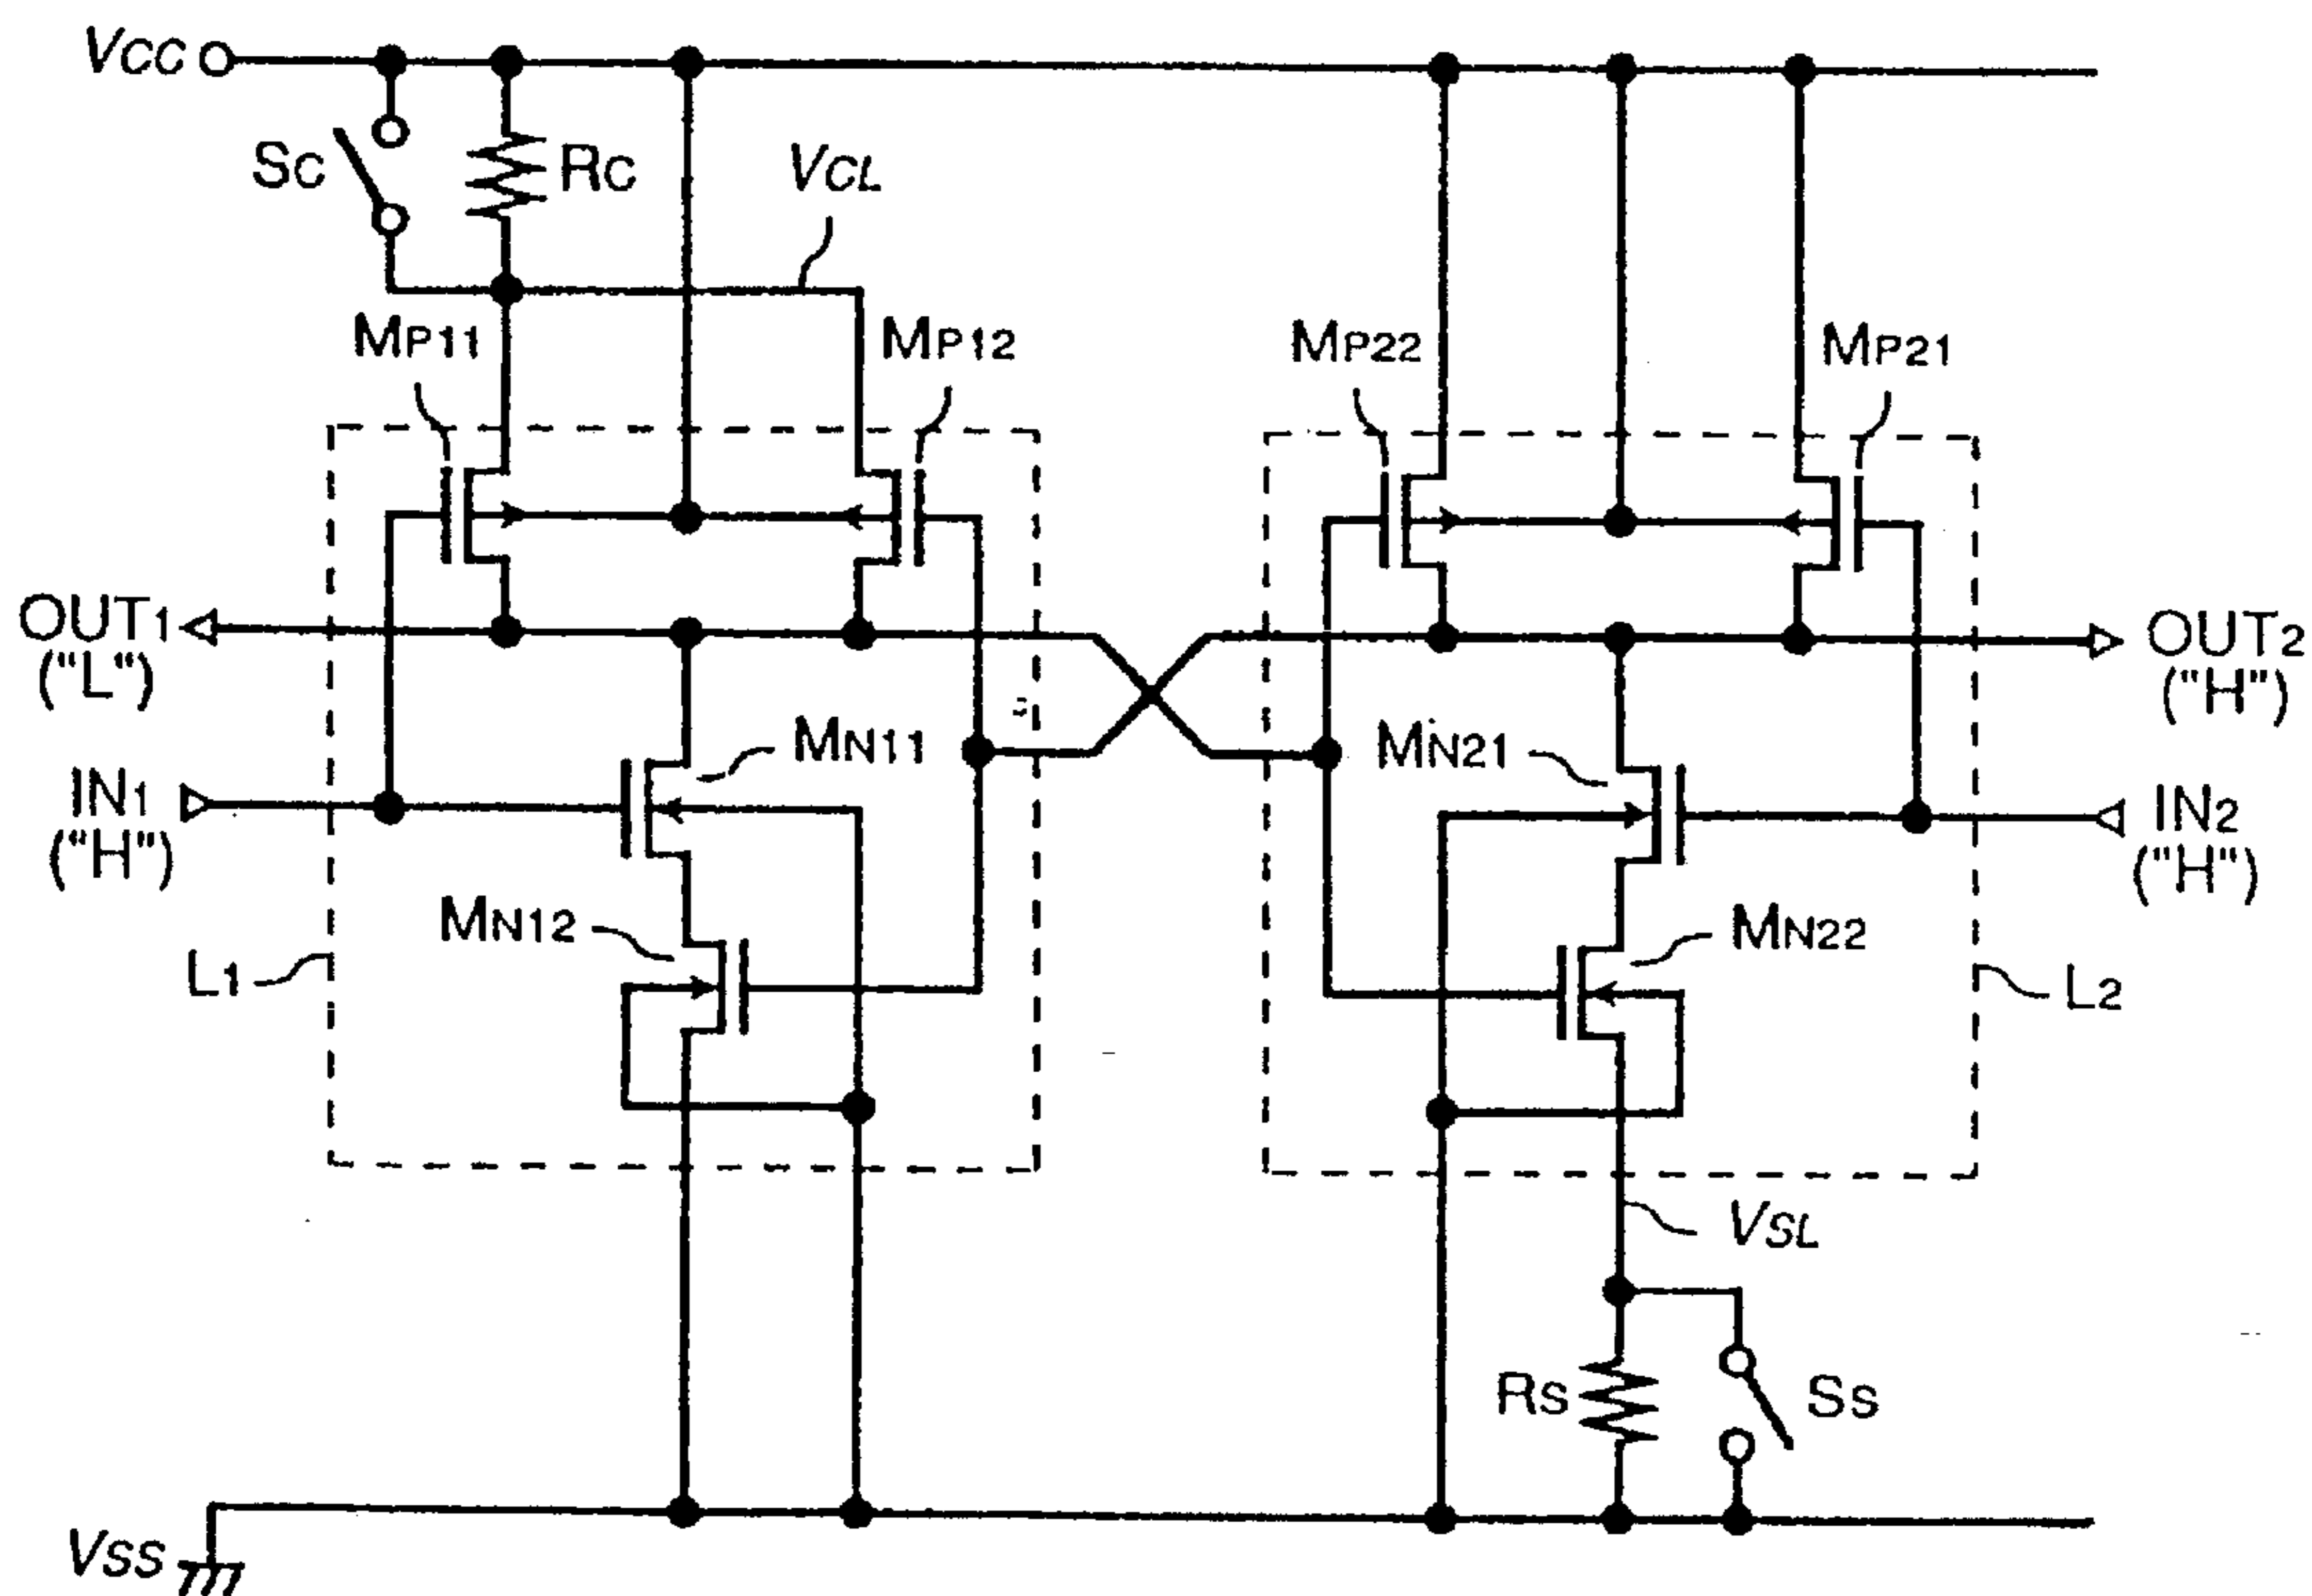 VCC
SC
RC
VCL
MP11
MP12
MP22
MP21
OUT1
("L")
OUT2
("H")
MN11
MN21
IN1
("H")
IN2
("H")
MN12
MN22
L1
L2
VSL
RS
SS
VSS